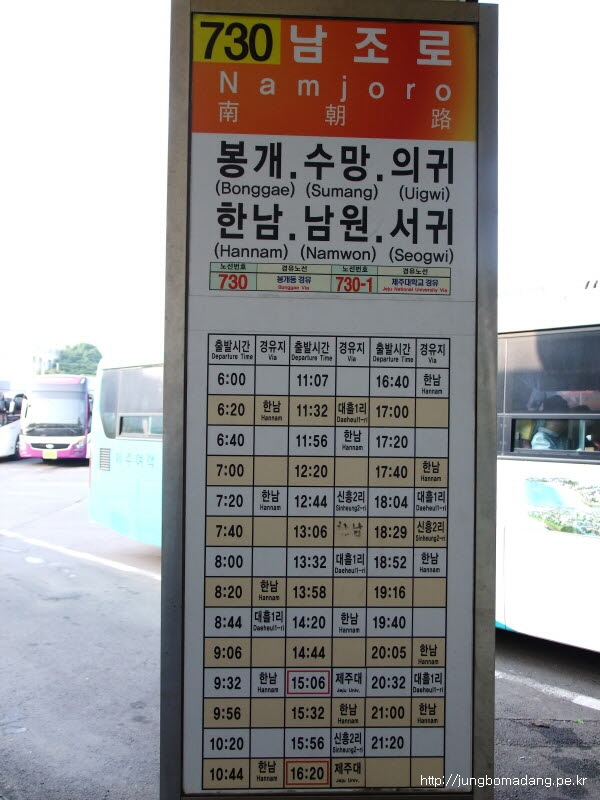 730 남조로
Namjoro
南朝路
봉개.수망.의귀
(Bonggae) (Sumang) (Uigwi)
한남.남원.서귀
(Hannam) (Namwon) (Seogwi)
노선번호 경유노선 노선번호 경유노선
730 봉개동 경유 730-1 제주대학교 경유
Bonggae Via Jeju National University Via
출발시간 경유지 출발시간 경유지 출발시간 경유지
Departure Time Via Departure Time Via Departure Time Via
6:00 11:07 16:40 한남
Hannam
6:20 한남 11:32 대흘1리 17:00
Hannam Daeheul1-ri
6:40 11:56 한남 17:20
Hannam
7:00 12:20 17:40 한남
Hannam
7:20 한남 12:44 신흥2리 18:04 대흘1리
Hannam Sinheung2-ri Daeheul1-ri
7:40 13:06 한남 18:29 신흥2리
Sinheung2-ri
8:00 13:32 대흘1리 18:52 한남
Daeheul1-ri Hannam
8:20 한남 13:58 19:16
Hannam
8:44 대흘1리 14:20 한남 19:40
Daeheul1-ri Hannam
9:06 14:44 20:05 한남
Hannam
9:32 한남 15:06 제주대 20:32 대흘1리
Hannam Jeju Univ. Daeheul1-ri
9:56 15:32 한남 21:00 한남
Hannam Hannam
10:20 15:56 신흥2리 21:20
Sinheung2-ri
10:44 한남 16:20 제주대
Hannam Jeju Univ.
http://jungbomadang.pe.kr